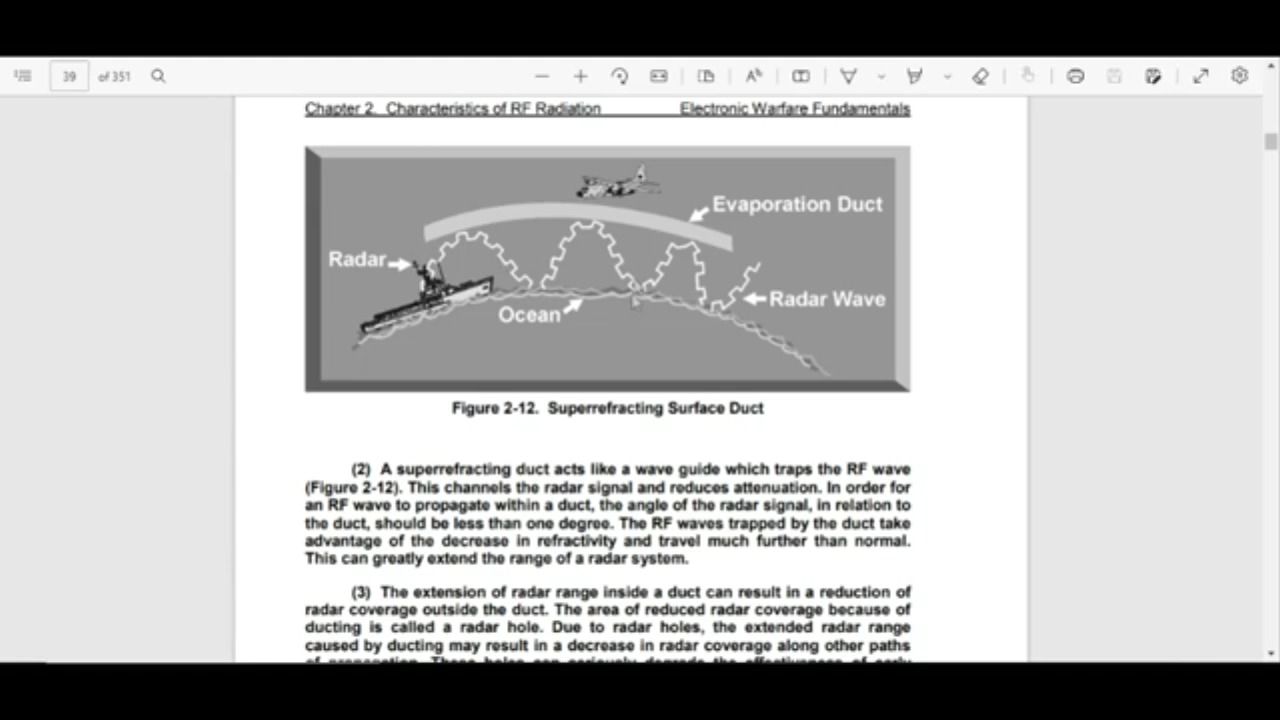 39 of 351
Chapter 2. Characteristics of RF Radiation Electronic Warfare Fundamentals
Evaporation Duct
Radar
Radar Wave
Ocean
Figure 2-12. Superrefracting Surface Duct
(2) A superrefracting duct acts like a wave guide which traps the RF wave
(Figure 2-12). This channels the radar signal and reduces attenuation. In order for
an RF wave to propagate within a duct, the angle of the radar signal, in relation to
the duct, should be less than one degree. The RF waves trapped by the duct take
advantage of the decrease in refractivity and travel much further than normal.
This can greatly extend the range of a radar system.
(3) The extension of radar range inside a duct can result in a reduction of
radar coverage outside the duct. The area of reduced radar coverage because of
ducting is called a radar hole. Due to radar holes, the extended radar range
caused by ducting may result in a decrease in radar coverage along other paths